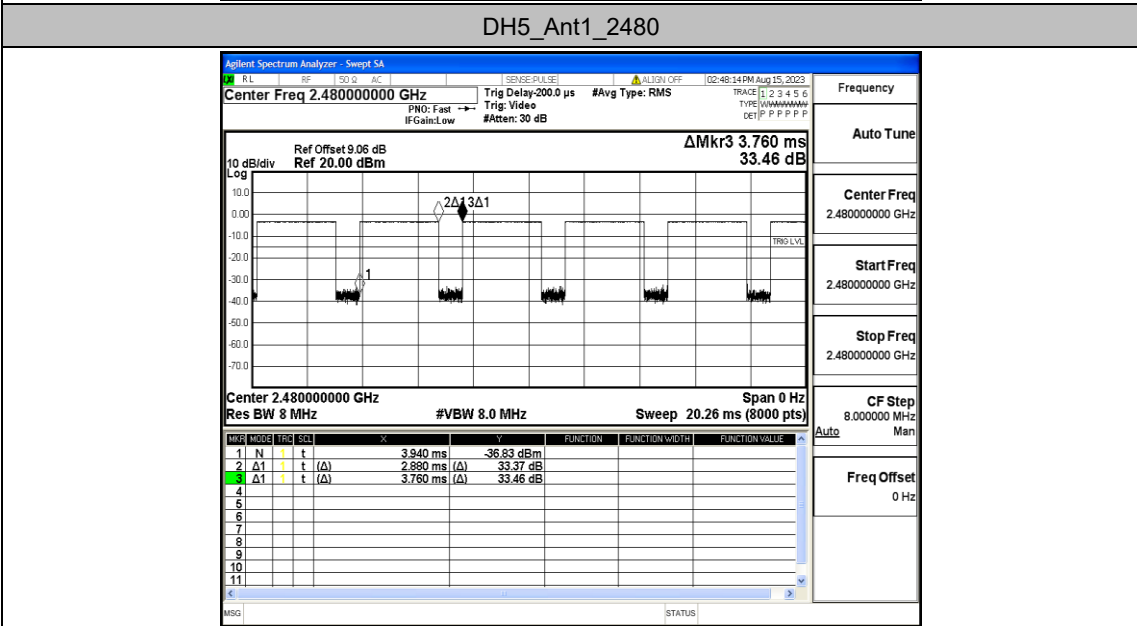 DH5_Ant1_2480
Agilent Spectrum Analyzer - Swept SA
LXI RL RF 50 Ω AC SENSE:PULSE ALIGN OFF 02:48:14 PM Aug 15, 2023
Center Freq 2.480000000 GHz
PNO: Fast
IFGain:Low
Trig Delay-200.0 µs
Trig: Video
#Atten: 30 dB
#Avg Type: RMS
TRACE 1 2 3 4 5 6
TYPE WWWWWW
DET P P P P P P
Frequency
Auto Tune
Center Freq
2.480000000 GHz
Start Freq
2.480000000 GHz
Stop Freq
2.480000000 GHz
CF Step
8.000000 MHz
Auto Man
Freq Offset
0 Hz
ΔMkr3 3.760 ms
33.46 dB
Ref Offset 9.06 dB
10 dB/div Ref 20.00 dBm
Log
10.0
0.00
-10.0
-20.0
-30.0
-40.0
-50.0
-60.0
-70.0
2Δ1 3Δ1
TRIG LVL
1
Center 2.480000000 GHz Span 0 Hz
Res BW 8 MHz #VBW 8.0 MHz Sweep 20.26 ms (8000 pts)
MKR MODE TRC SCL X Y FUNCTION FUNCTION WIDTH FUNCTION VALUE
1 N 1 t 3.940 ms -36.83 dBm
2 Δ1 1 t (Δ) 2.880 ms (Δ) 33.37 dB
3 Δ1 1 t (Δ) 3.760 ms (Δ) 33.46 dB
4
5
6
7
8
9
10
11
MSG STATUS